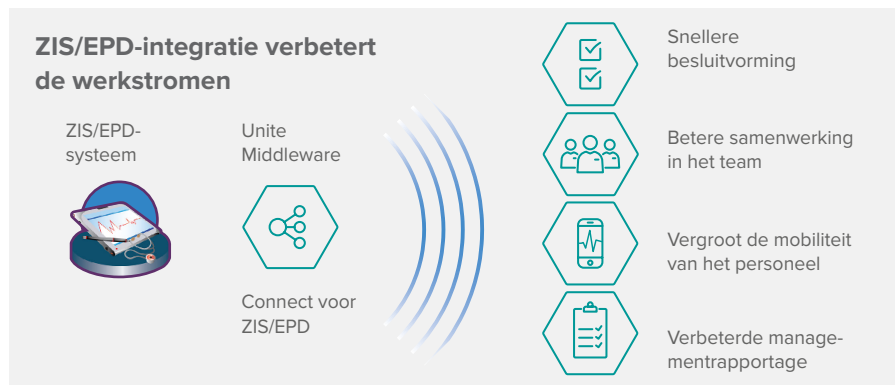 ZIS/EPD-integratie verbetert
de werkstromen
ZIS/EPD-
systeem
Unite
Middleware
Connect voor
ZIS/EPD
Snellere
besluitvorming
Betere samenwerking
in het team
Vergroot de mobiliteit
van het personeel
Verbeterde manage-
mentrapportage